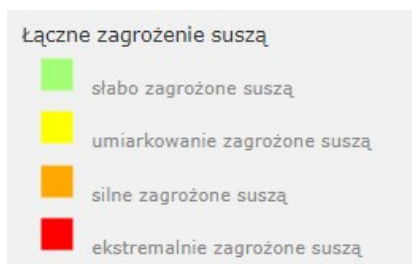 Łączne zagrożenie suszą
słabo zagrożone suszą
umiarkowanie zagrożone suszą
silne zagrożone suszą
ekstremalnie zagrożone suszą